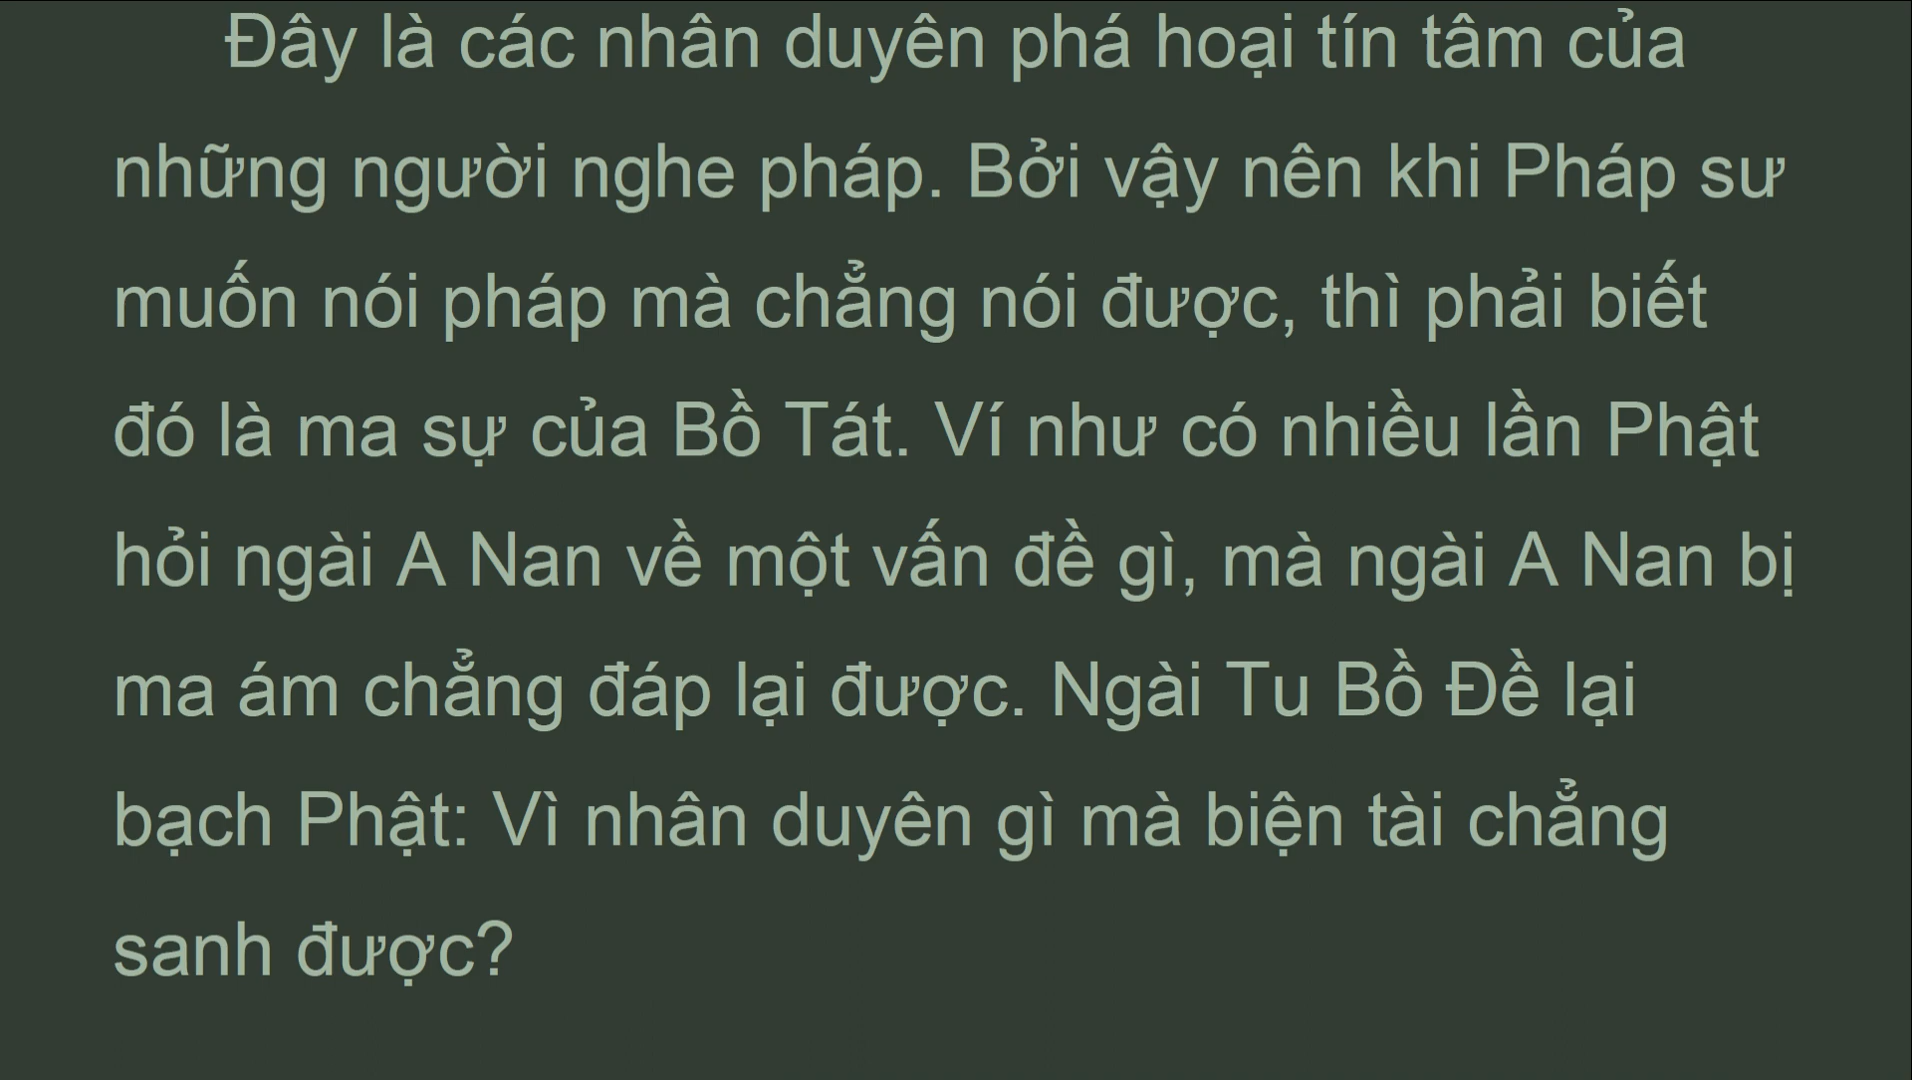 Đây là các nhân duyên phá hoại tín tâm của
những người nghe pháp. Bởi vậy nên khi Pháp sư
muốn nói pháp mà chẳng nói được, thì phải biết
đó là ma sự của Bồ Tát. Ví như có nhiều lần Phật
hỏi ngài A Nan về một vấn đề gì, mà ngài A Nan bị
ma ám chẳng đáp lại được. Ngài Tu Bồ Đề lại
bạch Phật: Vì nhân duyên gì mà biện tài chẳng
sanh được?